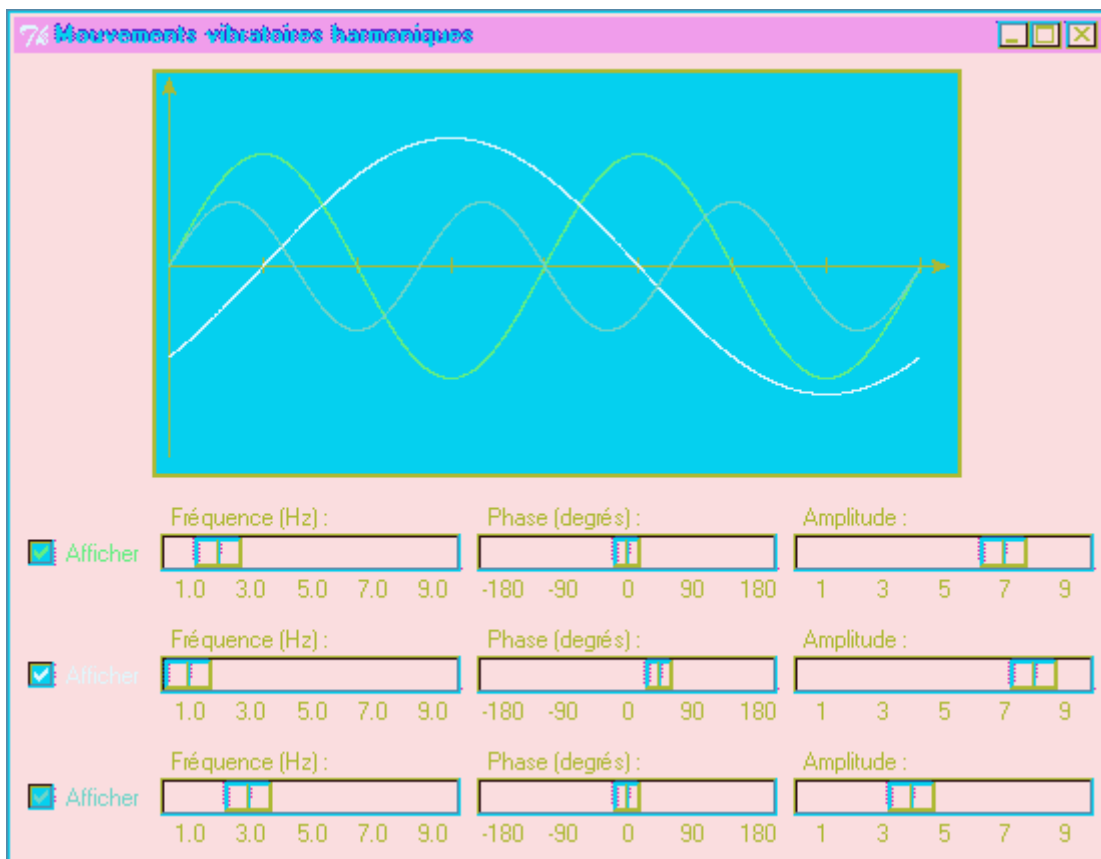 Mouvements vibratoires harmoniques
Fréquence (Hz) : Phase (degrés) : Amplitude :
Afficher
1.0 3.0 5.0 7.0 9.0 -180 -90 0 90 180 1 3 5 7 9
Fréquence (Hz) : Phase (degrés) : Amplitude :
Afficher
1.0 3.0 5.0 7.0 9.0 -180 -90 0 90 180 1 3 5 7 9
Fréquence (Hz) : Phase (degrés) : Amplitude :
Afficher
1.0 3.0 5.0 7.0 9.0 -180 -90 0 90 180 1 3 5 7 9